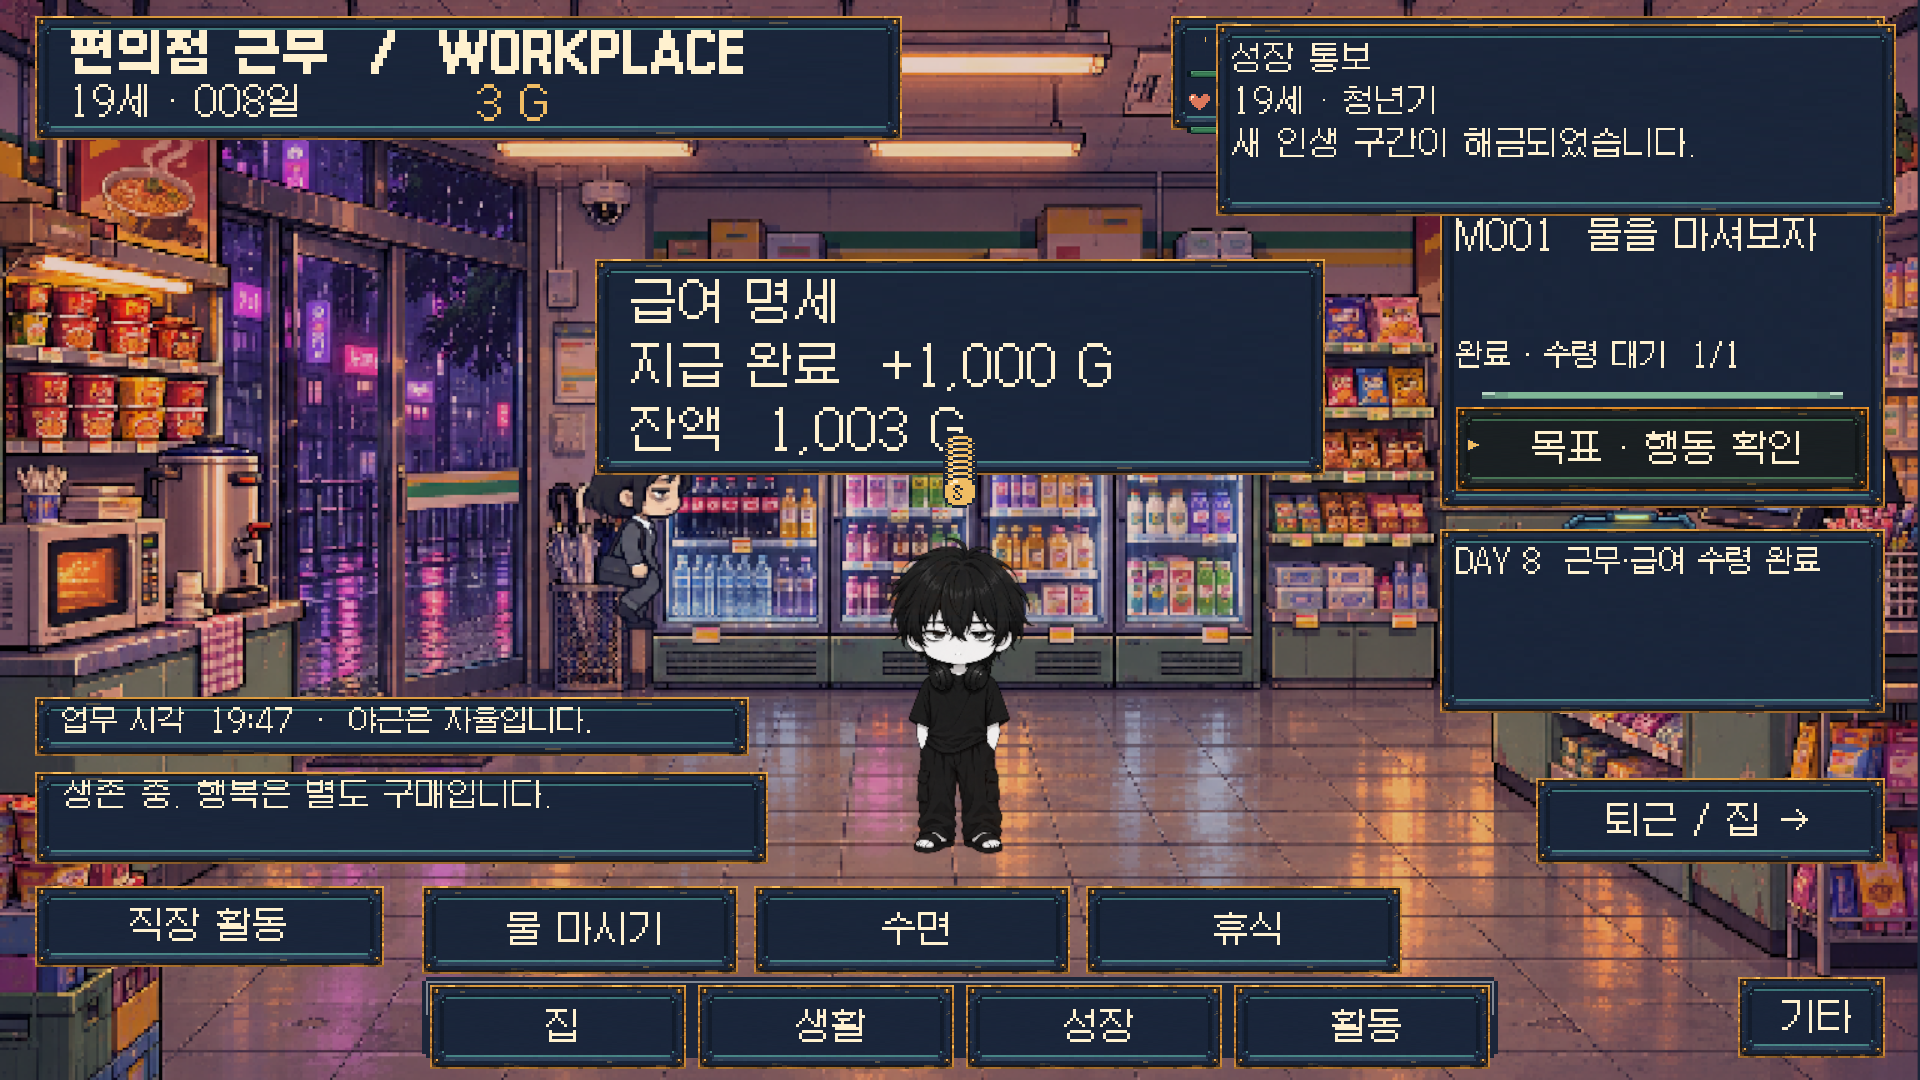 편의점 근무 / WORKPLACE
19세 · 008일 3 G
성장 통보
19세 · 청년기
새 인생 구간이 해금되었습니다.
M001 물을 마셔보자
완료 · 수령 대기 1/1
▸ 목표 · 행동 확인
급여 명세
지급 완료 +1,000 G
잔액 1,003 G
DAY 8 근무·급여 수령 완료
업무 시각 19:47 · 야근은 자율입니다.
생존 중. 행복은 별도 구매입니다.
퇴근 / 집 →
직장 활동
물 마시기
수면
휴식
집
생활
성장
활동
기타